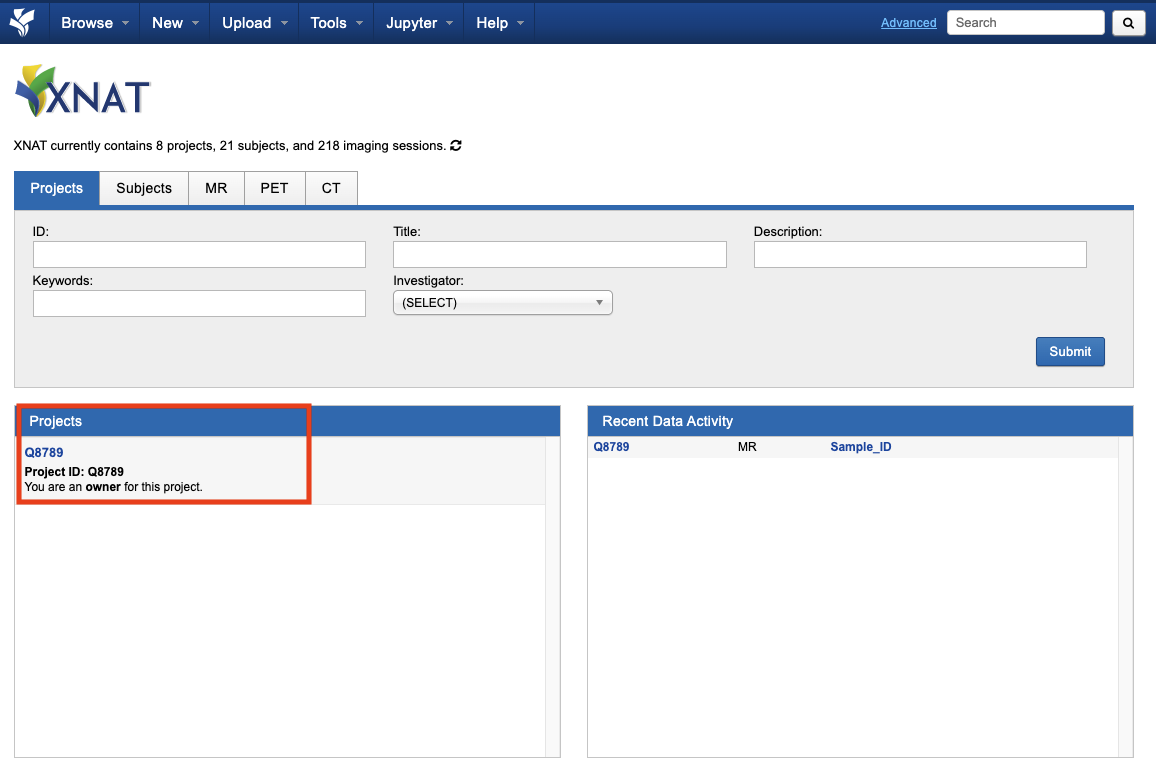 Browse New Upload Tools Jupyter Help Advanced Search
XNAT
XNAT currently contains 8 projects, 21 subjects, and 218 imaging sessions.
Projects Subjects MR PET CT
ID: Title: Description:
Keywords: Investigator:
(SELECT)
Submit
Projects
Q8789
Project ID: Q8789
You are an owner for this project.
Recent Data Activity
Q8789 MR Sample_ID